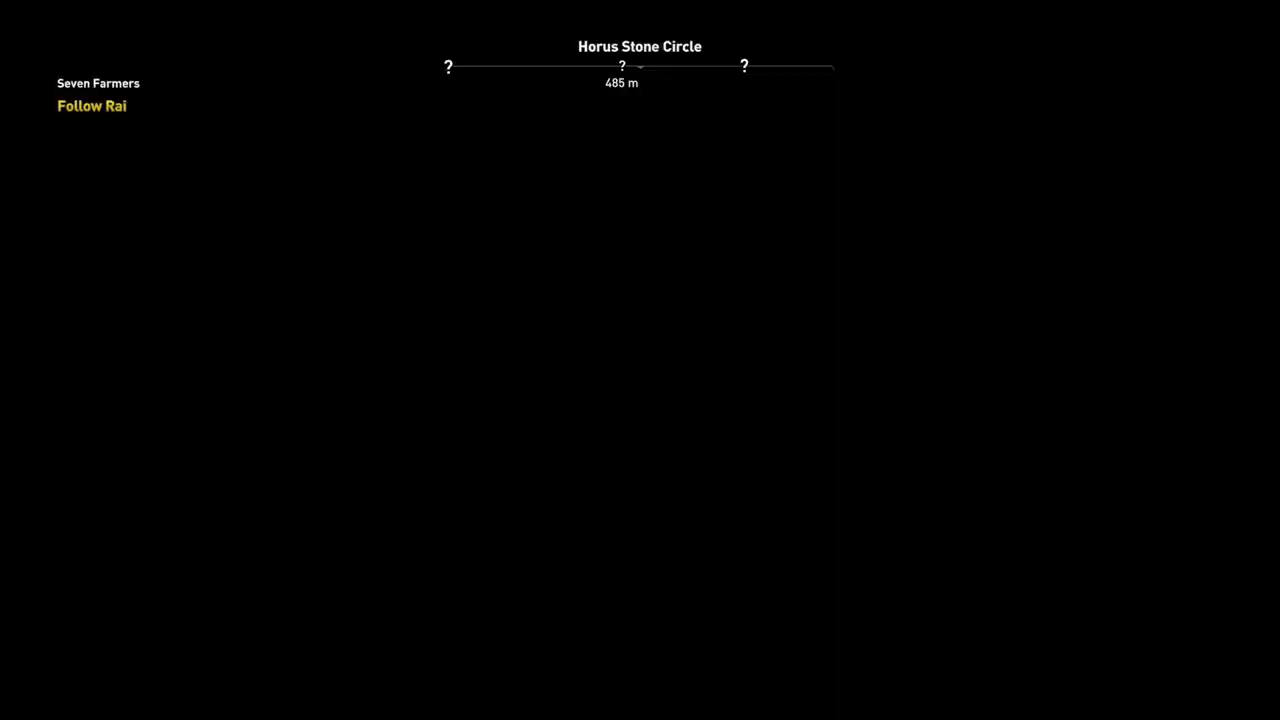 Horus Stone Circle
? ? ?
485 m
Seven Farmers
Follow Rai